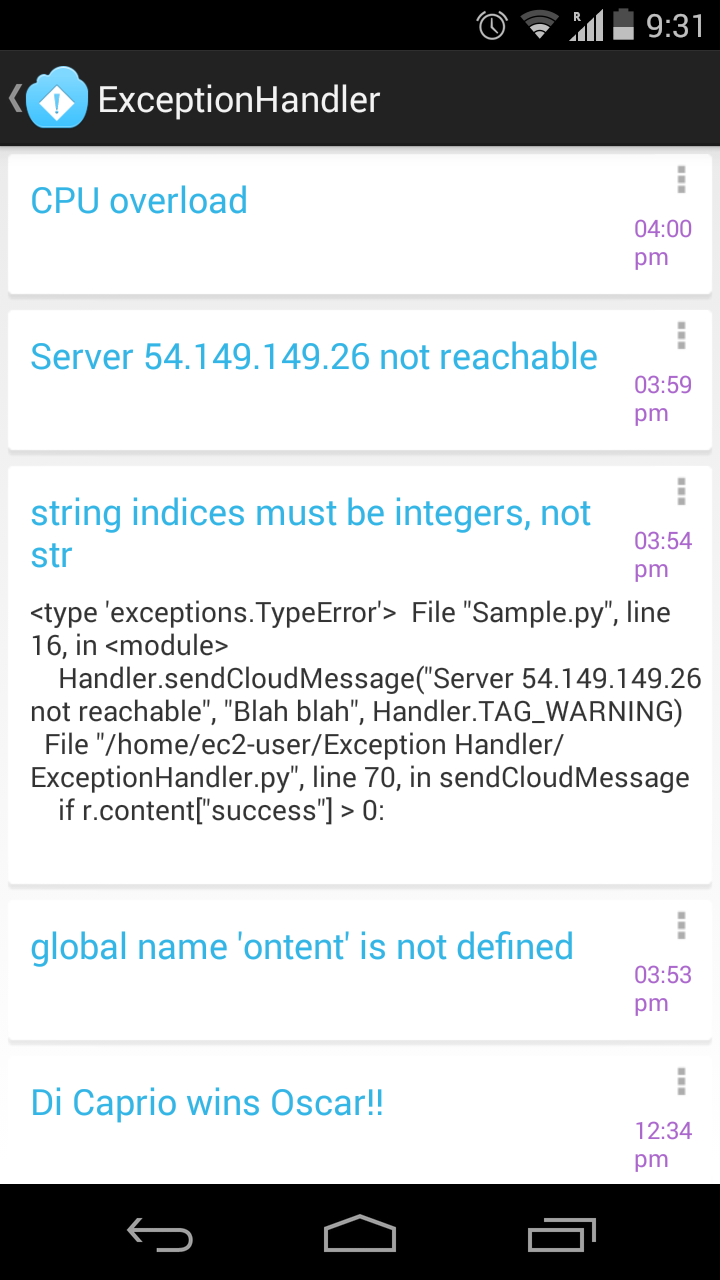 R 9:31
ExceptionHandler
CPU overload
04:00
pm
Server 54.149.149.26 not reachable
03:59
pm
string indices must be integers, not
str
03:54
pm
<type 'exceptions.TypeError'>  File "Sample.py", line
16, in <module>
    Handler.sendCloudMessage("Server 54.149.149.26
not reachable", "Blah blah", Handler.TAG_WARNING)
  File "/home/ec2-user/Exception Handler/
ExceptionHandler.py", line 70, in sendCloudMessage
    if r.content["success"] > 0:
global name 'ontent' is not defined
03:53
pm
Di Caprio wins Oscar!!
12:34
pm